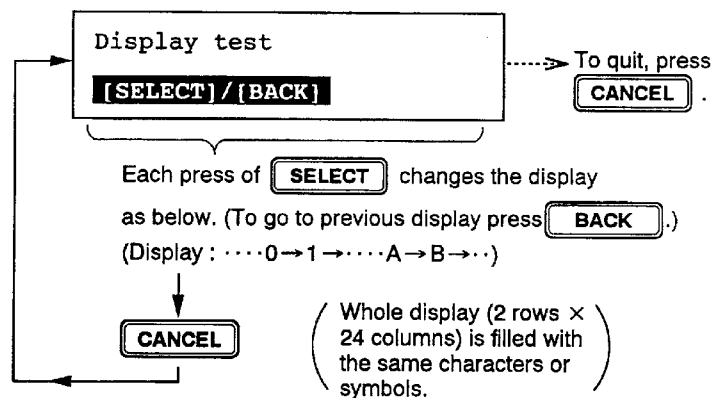 Display test
[SELECT]/[BACK]
To quit, press
CANCEL .
Each press of SELECT changes the display
as below. (To go to previous display press BACK .)
(Display : ····0→1→····A→B→··)
CANCEL
Whole display (2 rows ×
24 columns) is filled with
the same characters or
symbols.